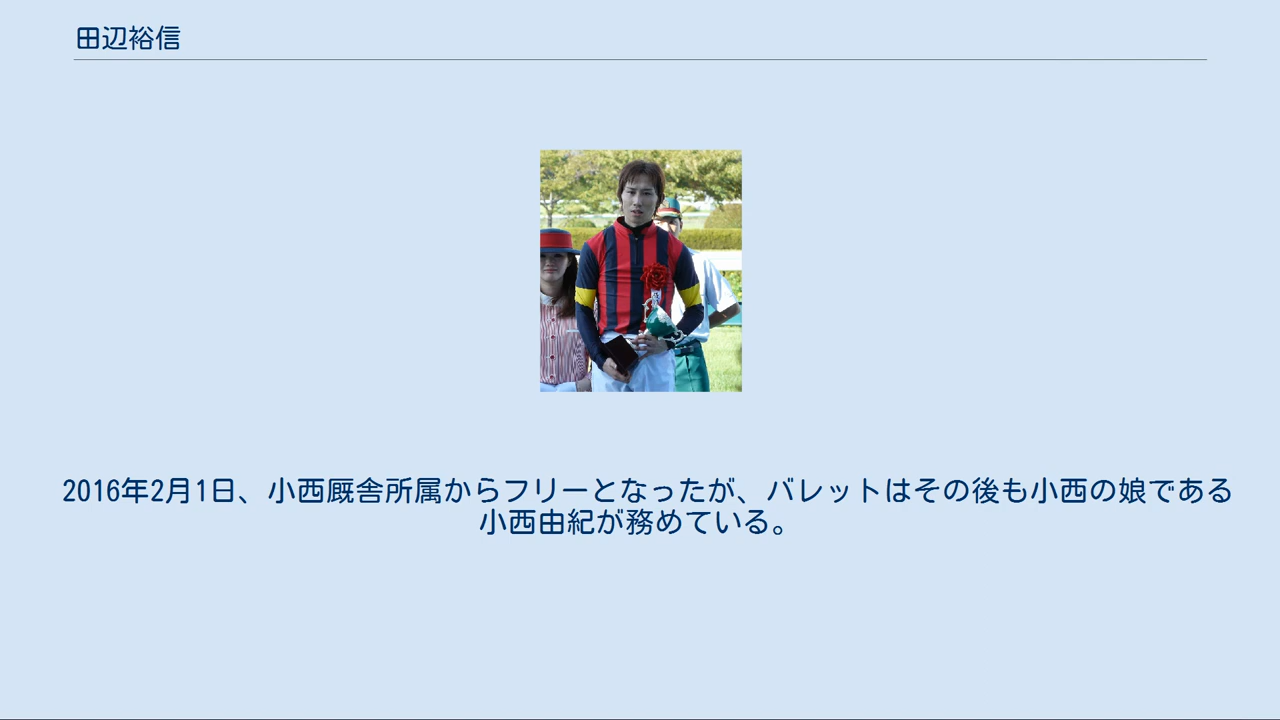 田辺裕信
2016年2月1日、小西厩舎所属からフリーとなったが、バレットはその後も小西の娘である
小西由紀が務めている。